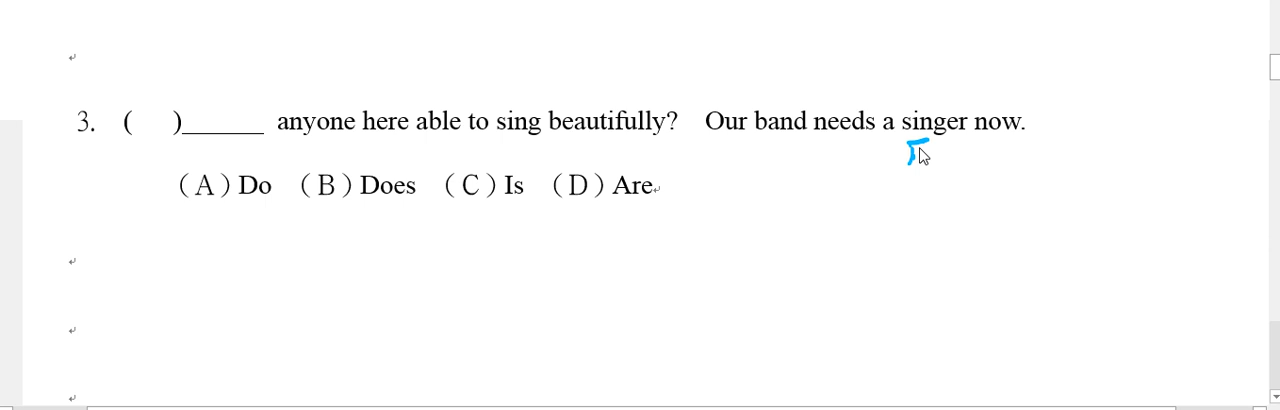 3. (    )______ anyone here able to sing beautifully?   Our band needs a singer now.
（A）Do （B）Does （C）Is （D）Are